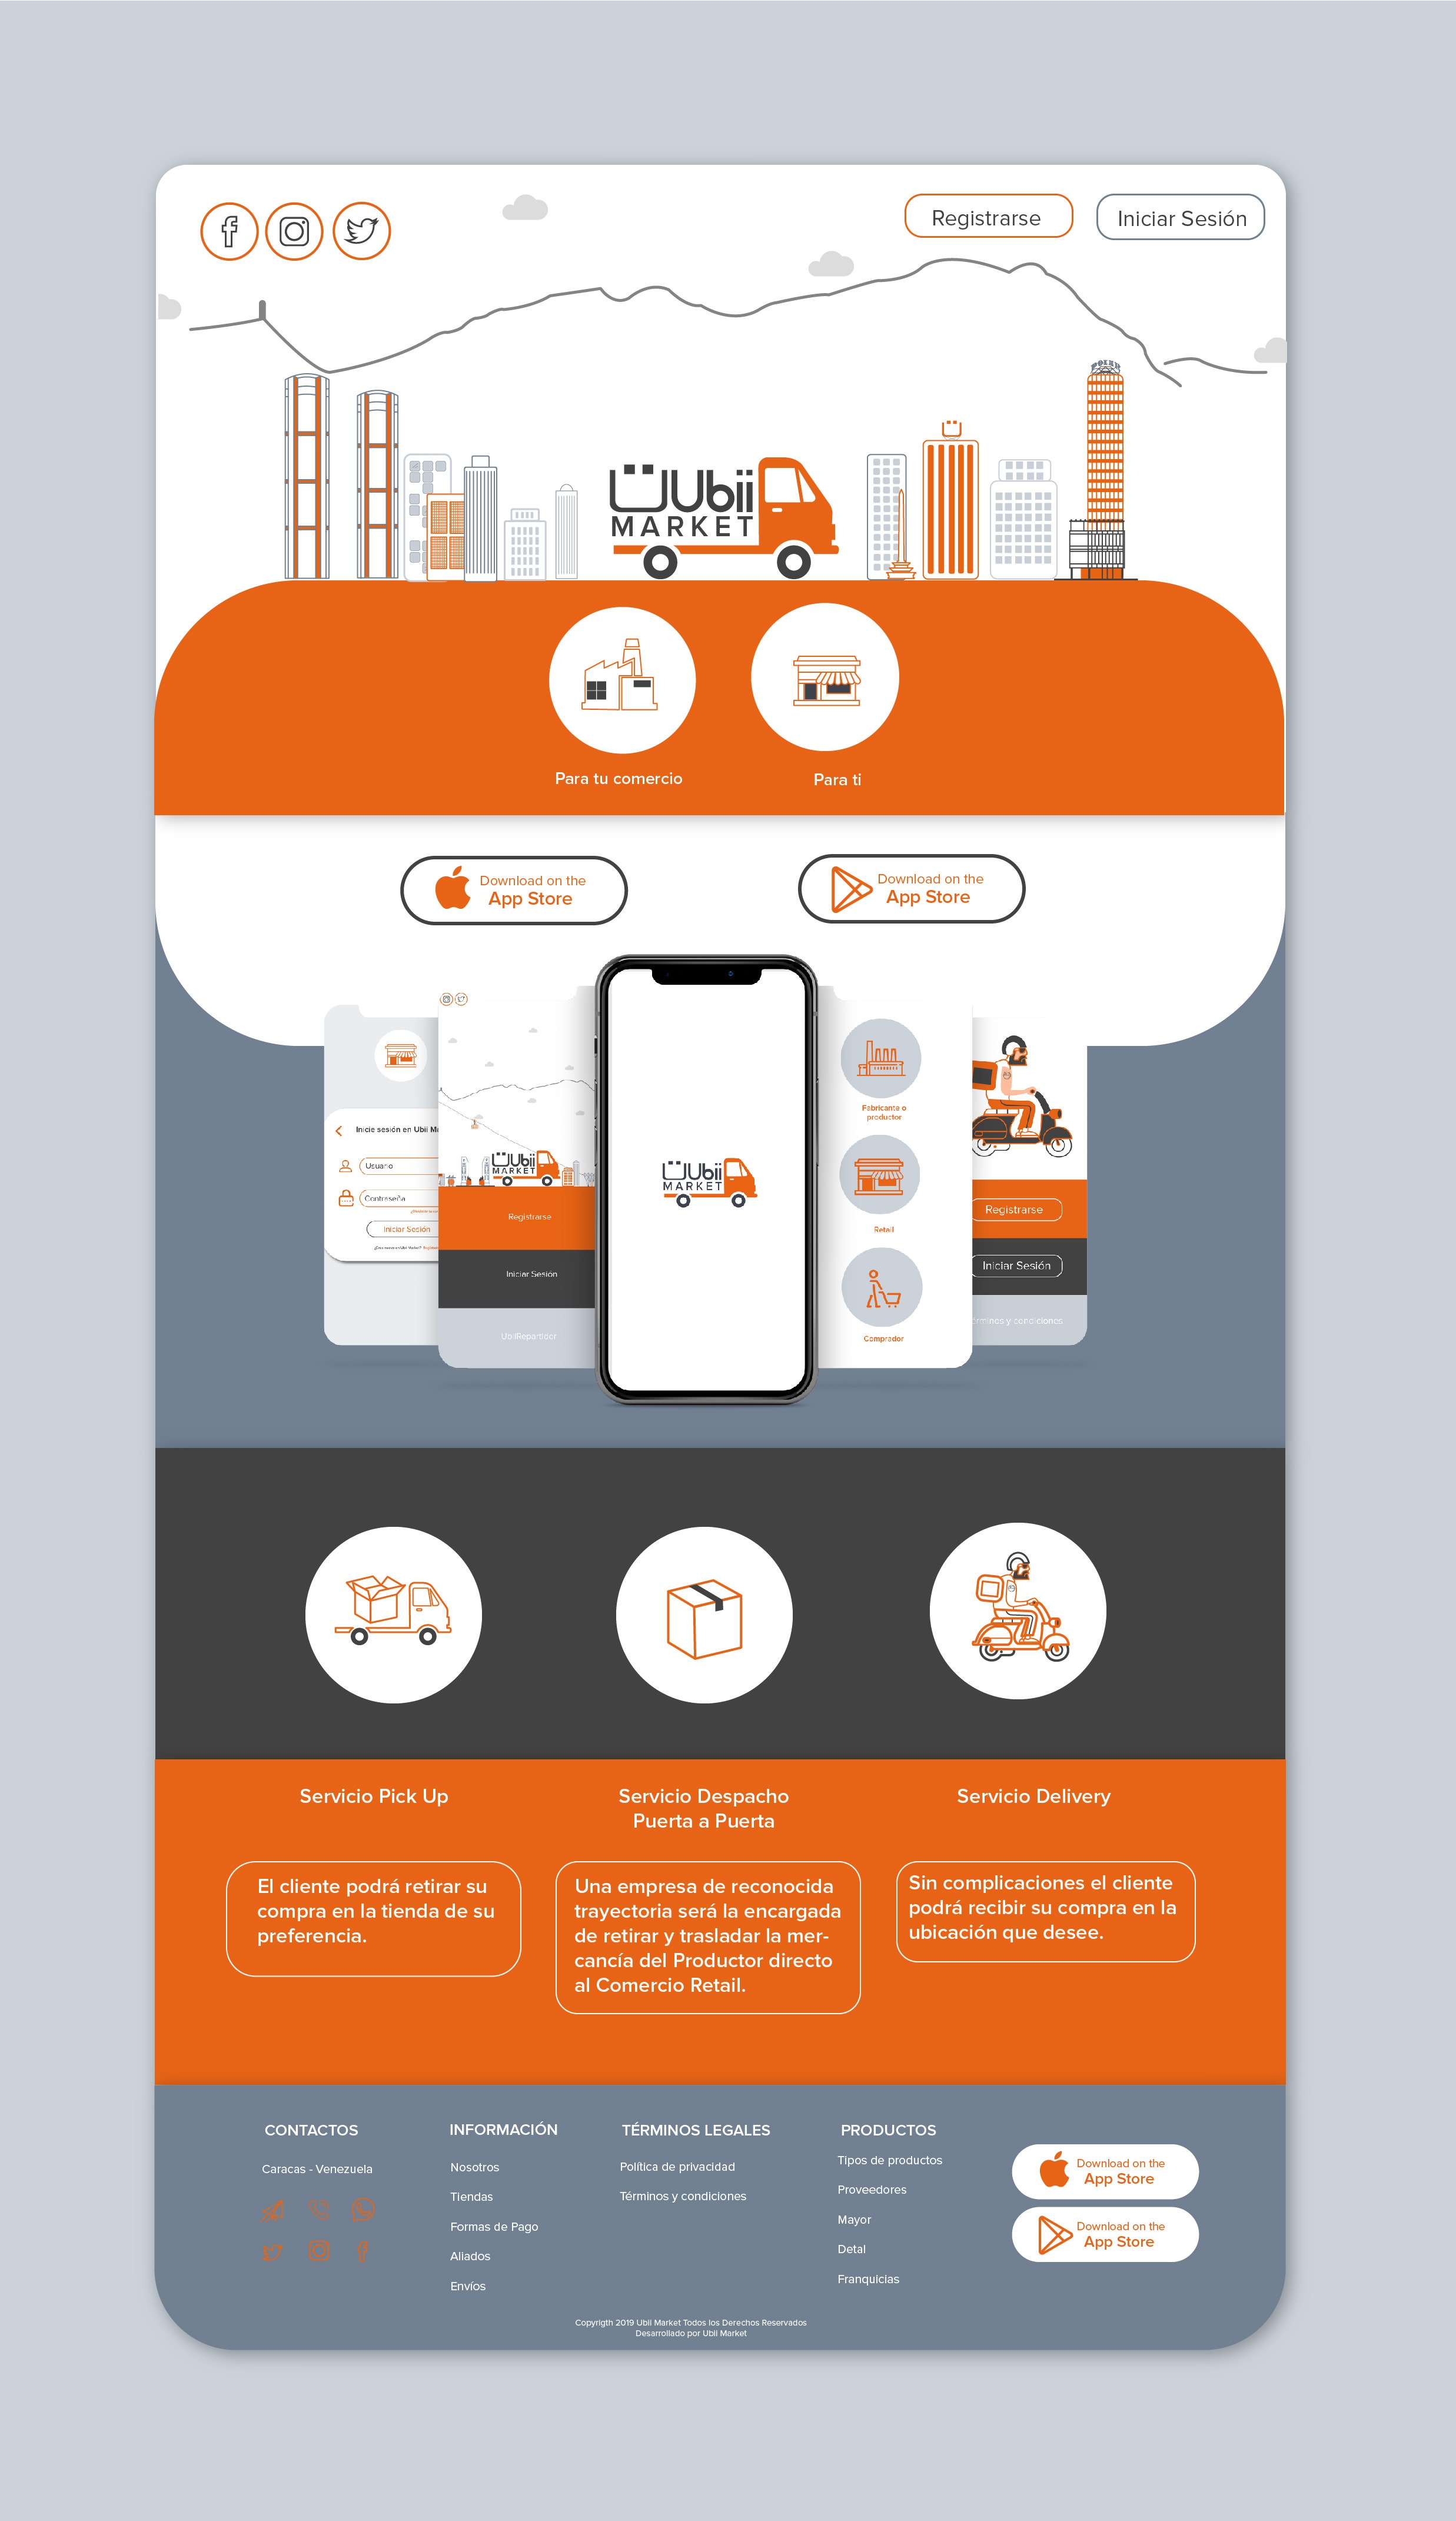 Registrarse
Iniciar Sesión
POLAR
Ubii
MARKET
Para tu comercio
Para ti
Download on the
App Store
Download on the
App Store
Inicie sesión en Ubii M
Usuario
Contraseña
Iniciar Sesión
Ubii
MARKET
Registrarse
Iniciar Sesión
UbiiRepartidor
Ubii
MARKET
Fabricante o
productor
Retail
Comprador
Registrarse
Iniciar Sesión
érminos y condiciones
Servicio Pick Up
El cliente podrá retirar su
compra en la tienda de su
preferencia.
Servicio Despacho
Puerta a Puerta
Una empresa de reconocida
trayectoria será la encargada
de retirar y trasladar la mer-
cancía del Productor directo
al Comercio Retail.
Servicio Delivery
Sin complicaciones el cliente
podrá recibir su compra en la
ubicación que desee.
CONTACTOS
Caracas - Venezuela
INFORMACIÓN
Nosotros
Tiendas
Formas de Pago
Aliados
Envíos
TÉRMINOS LEGALES
Política de privacidad
Términos y condiciones
PRODUCTOS
Tipos de productos
Proveedores
Mayor
Detal
Franquicias
Download on the
App Store
Download on the
App Store
Copyrigth 2019 Ubii Market Todos los Derechos Reservados
Desarrollado por Ubii Market